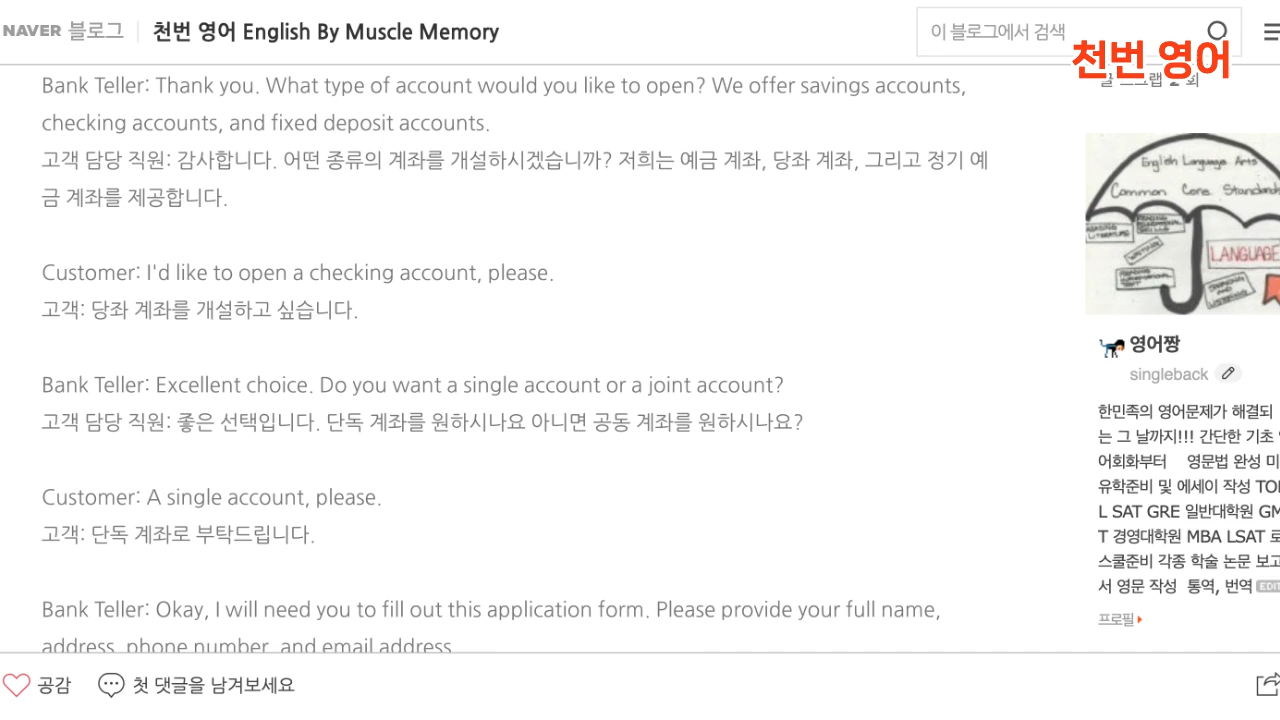 NAVER 블로그 천번 영어 English By Muscle Memory
이 블로그에서 검색
천번 영어
Bank Teller: Thank you. What type of account would you like to open? We offer savings accounts,
checking accounts, and fixed deposit accounts.
고객 담당 직원: 감사합니다. 어떤 종류의 계좌를 개설하시겠습니까? 저희는 예금 계좌, 당좌 계좌, 그리고 정기 예
금 계좌를 제공합니다.
Customer: I'd like to open a checking account, please.
고객: 당좌 계좌를 개설하고 싶습니다.
Bank Teller: Excellent choice. Do you want a single account or a joint account?
고객 담당 직원: 좋은 선택입니다. 단독 계좌를 원하시나요 아니면 공동 계좌를 원하시나요?
Customer: A single account, please.
고객: 단독 계좌로 부탁드립니다.
Bank Teller: Okay, I will need you to fill out this application form. Please provide your full name,
address, phone number, and email address
English Language Arts
Common Core Standards
READING LITERATURE
WRITING
LANGUAGE
영어짱
singleback
한민족의 영어문제가 해결되
는 그 날까지!!! 간단한 기초
어회화부터 영문법 완성 미
유학준비 및 에세이 작성
L SAT GRE 일반대학원
T 경영대학원 MBA LSAT 로
스쿨준비 각종 학술 논문 보고
서 영문 작성 통역, 번역 EDIT
프로필
공감 첫 댓글을 남겨보세요